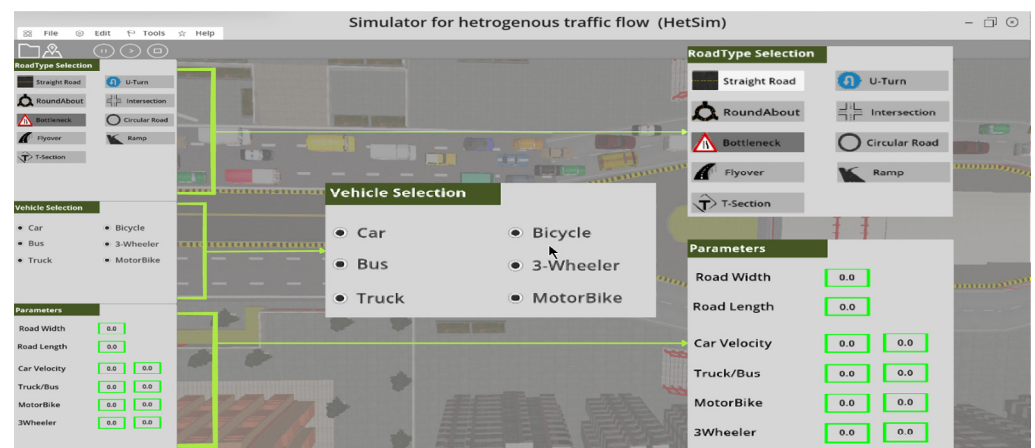 Simulator for hetrogenous traffic flow (HetSim)
File Edit Tools Help
RoadType Selection
Straight Road U-Turn
RoundAbout Intersection
Bottleneck Circular Road
Flyover Ramp
T-Section
Vehicle Selection
Car Bicycle
Bus 3-Wheeler
Truck MotorBike
Parameters
Road Width 0.0
Road Length 0.0
Car Velocity 0.0 0.0
Truck/Bus 0.0 0.0
MotorBike 0.0 0.0
3Wheeler 0.0 0.0
Vehicle Selection
Car Bicycle
Bus 3-Wheeler
Truck MotorBike
RoadType Selection
Straight Road U-Turn
RoundAbout Intersection
Bottleneck Circular Road
Flyover Ramp
T-Section
Parameters
Road Width 0.0
Road Length 0.0
Car Velocity 0.0 0.0
Truck/Bus 0.0 0.0
MotorBike 0.0 0.0
3Wheeler 0.0 0.0